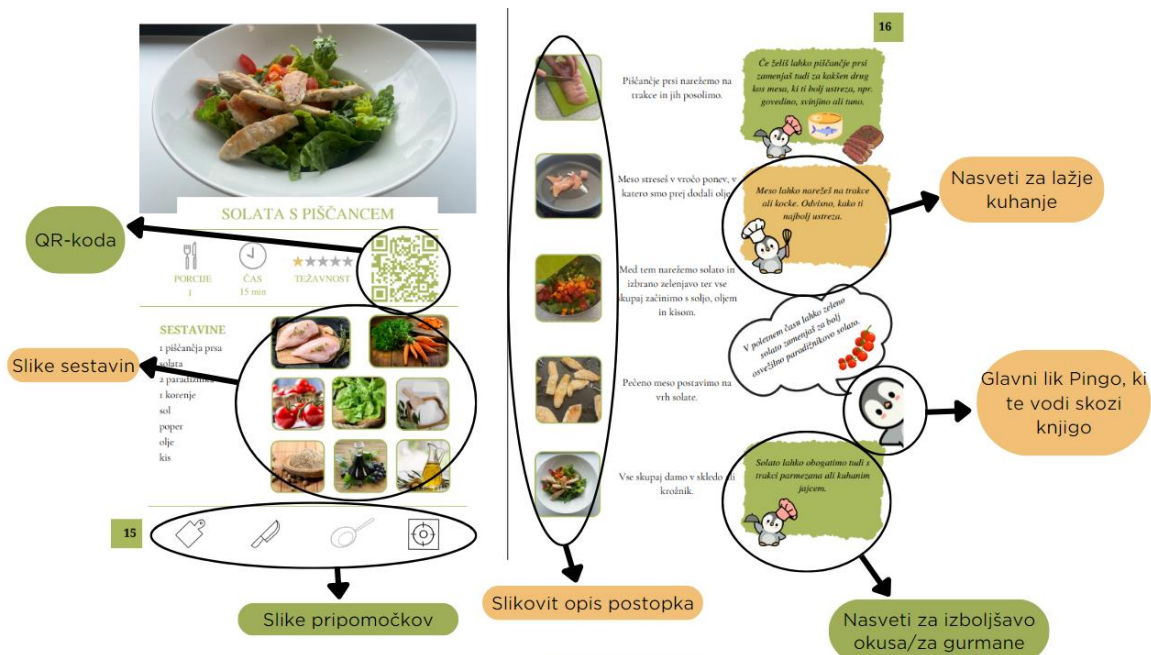 SOLATA S PIŠČANCEM
QR-koda
PORCIJE
1
ČAS
15 min
TEŽAVNOST
SESTAVINE
1 piščančja prsa
solata
2 paradižnika
1 korenje
sol
poper
olje
kis
Slike sestavin
15
Slike pripomočkov
16
Piščančje prsi narežemo na
trakce in jih posolimo.
Meso streseš v vročo ponev, v
katero smo prej dodali olje.
Med tem narežemo solato in
izbrano zelenjavo ter vse
skupaj začinimo s soljo, oljem
in kisom.
Pečeno meso postavimo na
vrh solate.
Vse skupaj damo v skledo ali
krožnik.
Slikovit opis postopka
Če želiš lahko piščančje prsi
zamenjaš tudi za kakšen drug
kos mesa, ki ti bolj ustreza, npr.
govedino, svinjino ali tuno.
Meso lahko narežeš na trakce
ali kocke. Odvisno, kako ti
najbolj ustreza.
Nasveti za lažje
kuhanje
V poletnem času lahko zeleno
solato zamenjaš za bolj
osvežilno paradižnikovo solato.
Glavni lik Pingo, ki
te vodi skozi
knjigo
Solato lahko obogatimo tudi s
trakci parmezana ali kuhanim
jajcem.
Nasveti za izboljšavo
okusa/za gurmane